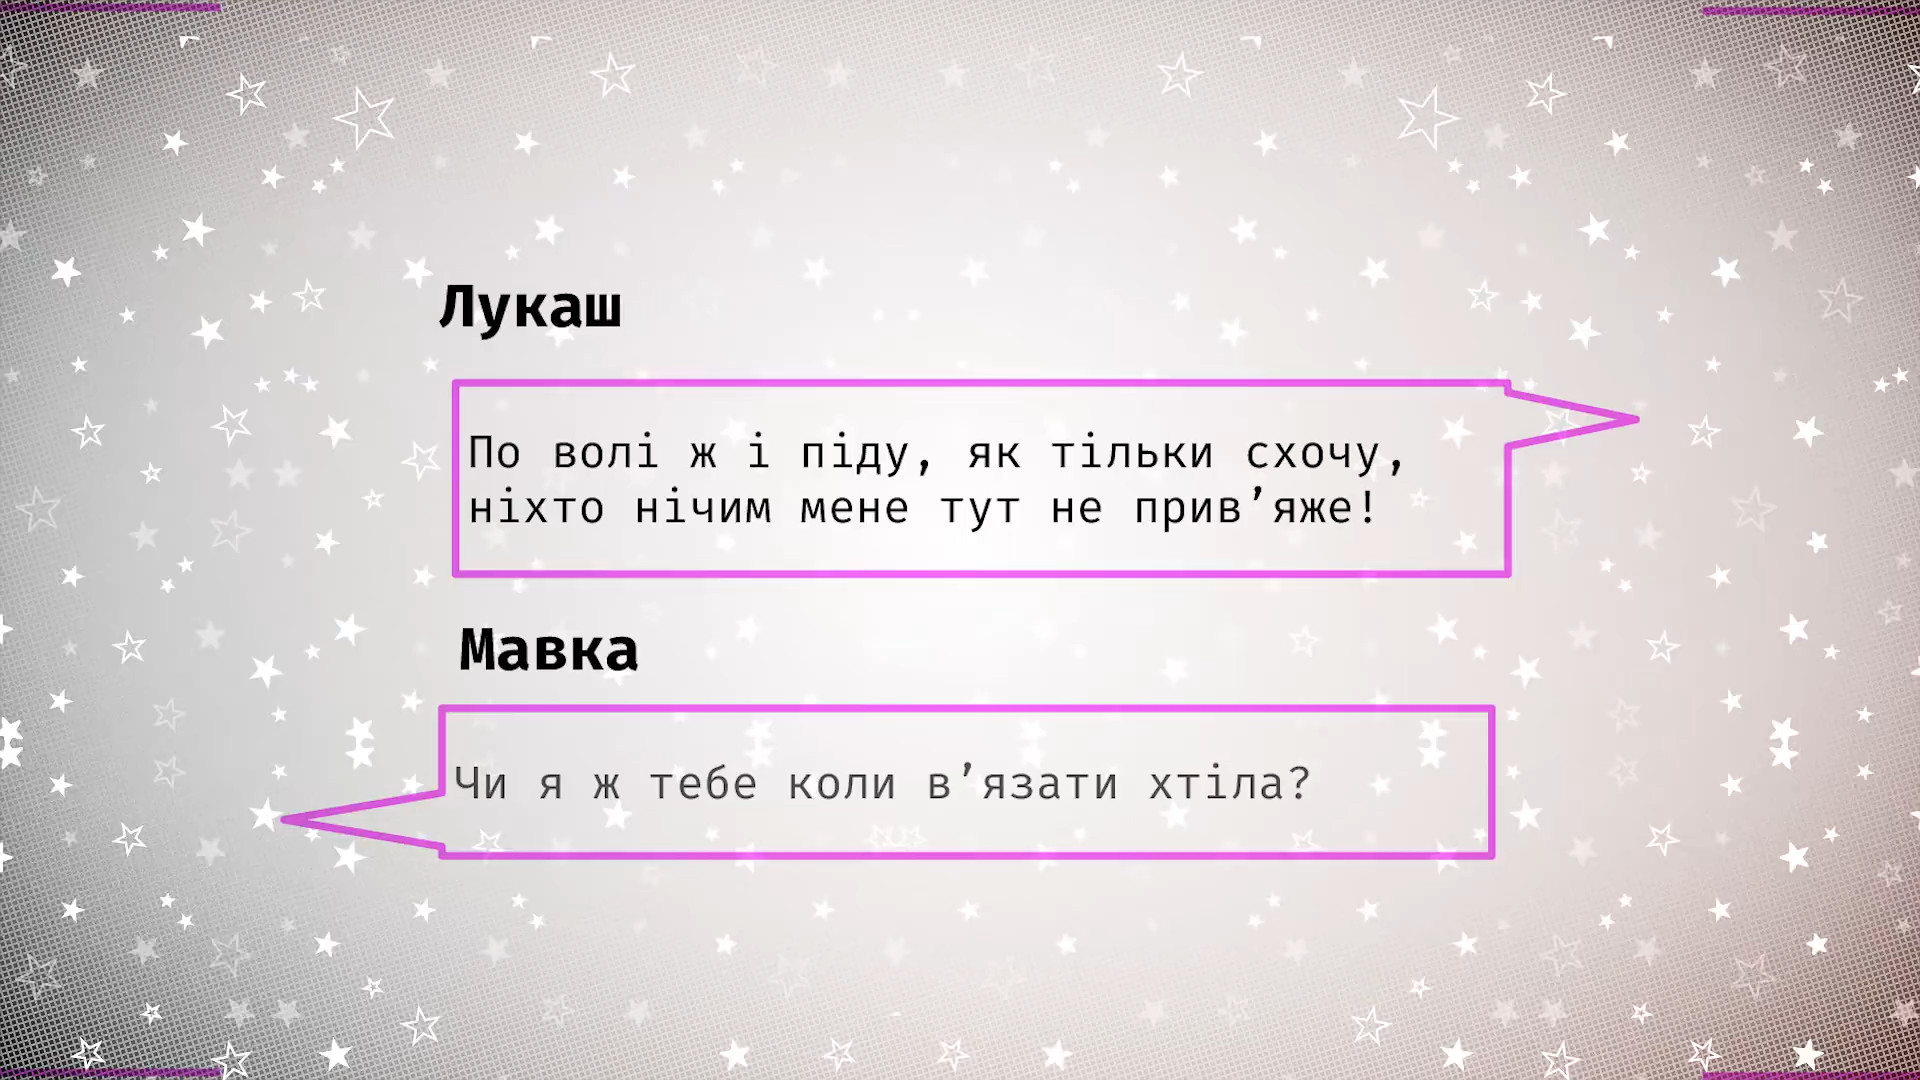 Лукаш
По волі ж і піду, як тільки схочу,
ніхто нічим мене тут не прив’яже!
Мавка
Чи я ж тебе коли в’язати хтіла?